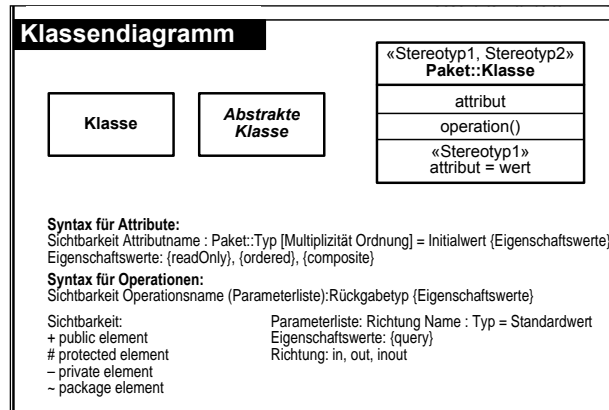 Klassendiagramm
«Stereotyp1, Stereotyp2»
Paket::Klasse
attribut
operation()
«Stereotyp1»
attribut = wert
Klasse
Abstrakte
Klasse
Syntax für Attribute:
Sichtbarkeit Attributname : Paket::Typ [Multiplizität Ordnung] = Initialwert {Eigenschaftswerte}
Eigenschaftswerte: {readOnly}, {ordered}, {composite}
Syntax für Operationen:
Sichtbarkeit Operationsname (Parameterliste):Rückgabetyp {Eigenschaftswerte}
Sichtbarkeit:
+ public element
# protected element
– private element
~ package element
Parameterliste: Richtung Name : Typ = Standardwert
Eigenschaftswerte: {query}
Richtung: in, out, inout